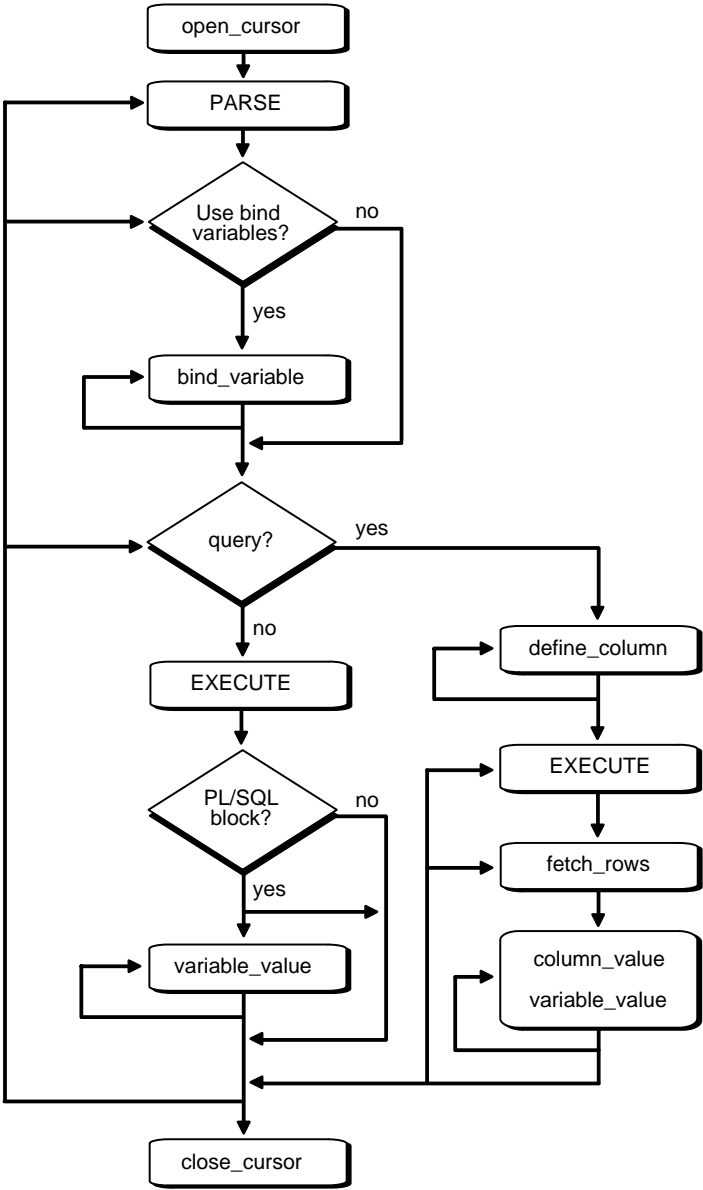 open_cursor
PARSE
Use bind
variables?
no
yes
bind_variable
query?
yes
no
define_column
EXECUTE
EXECUTE
PL/SQL
block?
no
yes
fetch_rows
variable_value
column_value
variable_value
close_cursor